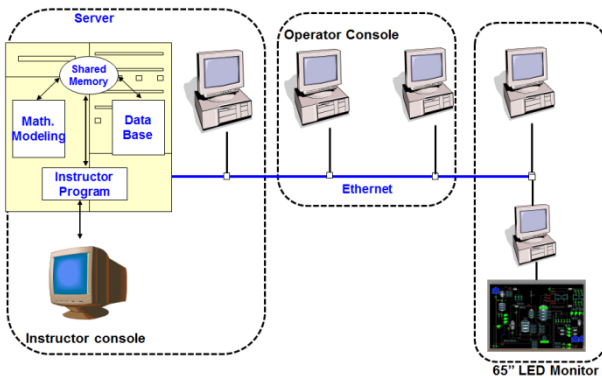 Server
Operator Console
Shared
Memory
Math.
Modeling
Data
Base
Instructor
Program
Ethernet
Instructor console
65” LED Monitor